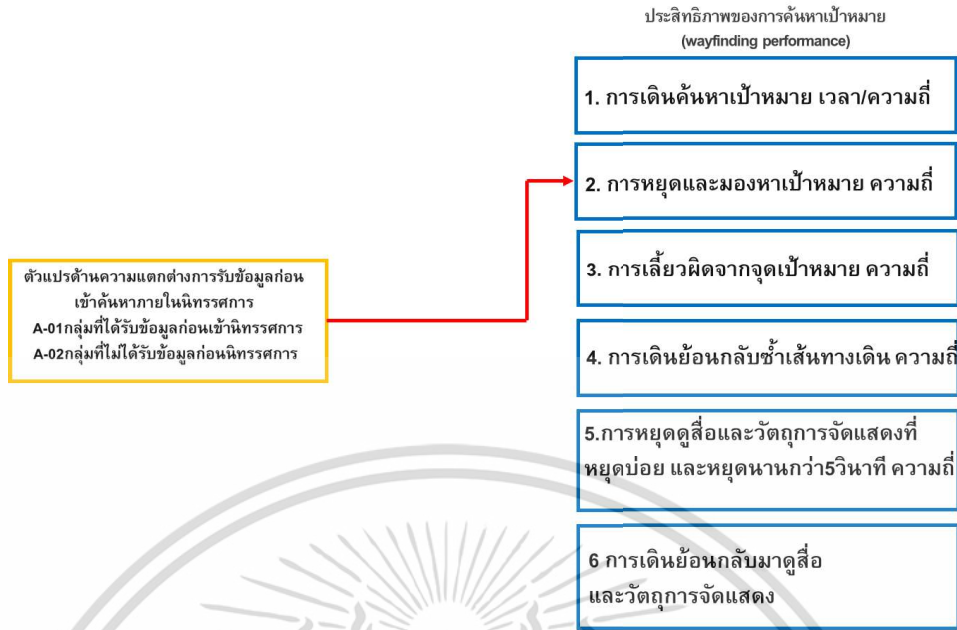 ประสิทธิภาพของการค้นหาเป้าหมาย
(wayfinding performance)
1. การเดินค้นหาเป้าหมาย เวลา/ความถี่
2. การหยุดและมองหาเป้าหมาย ความถี่
3. การเลี้ยวผิดจากจุดเป้าหมาย ความถี่
ตัวแปรด้านความแตกต่างการรับข้อมูลก่อน
เข้าค้นหาภายในนิทรรศการ
A-01กลุ่มที่ได้รับข้อมูลก่อนเข้านิทรรศการ
A-02กลุ่มที่ไม่ได้รับข้อมูลก่อนนิทรรศการ
4. การเดินย้อนกลับซ้ำเส้นทางเดิน ความถี่
5.การหยุดดูสื่อและวัตถุการจัดแสดงที่
หยุดบ่อย และหยุดนานกว่า5วินาที ความถี่
6 การเดินย้อนกลับมาดูสื่อ
และวัตถุการจัดแสดง